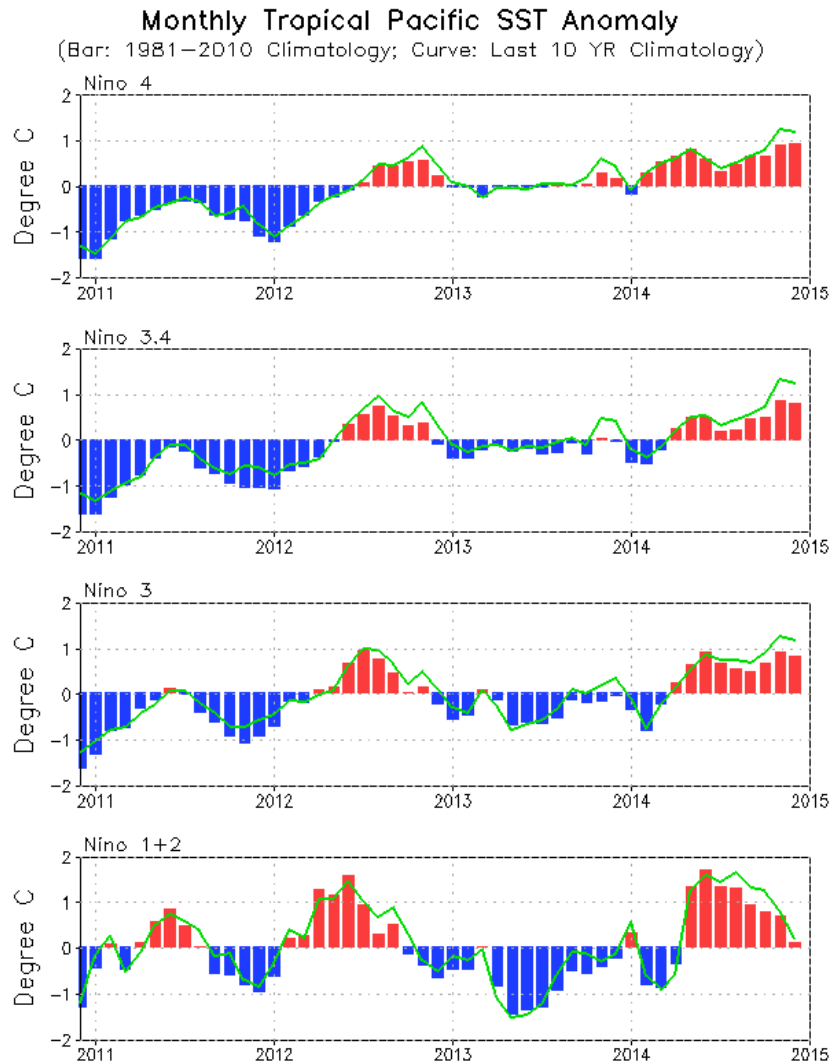 Monthly Tropical Pacific SST Anomaly
(Bar: 1981–2010 Climatology; Curve: Last 10 YR Climatology)
Nino 4
Degree C
2
1
0
−1
−2
2011 2012 2013 2014 2015
Nino 3.4
Degree C
2
1
0
−1
−2
2011 2012 2013 2014 2015
Nino 3
Degree C
2
1
0
−1
−2
2011 2012 2013 2014 2015
Nino 1+2
Degree C
2
1
0
−1
−2
2011 2012 2013 2014 2015